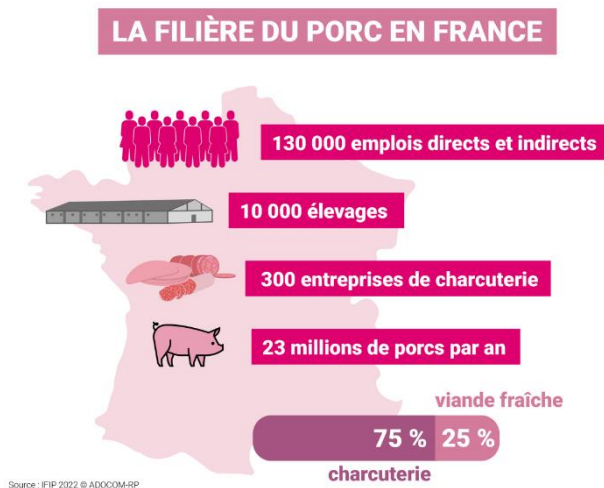 LA FILIÈRE DU PORC EN FRANCE
130 000 emplois directs et indirects
10 000 élevages
300 entreprises de charcuterie
23 millions de porcs par an
viande fraîche
75 % 25 %
charcuterie
Source : IFIP 2022 © ADOCOM-RP